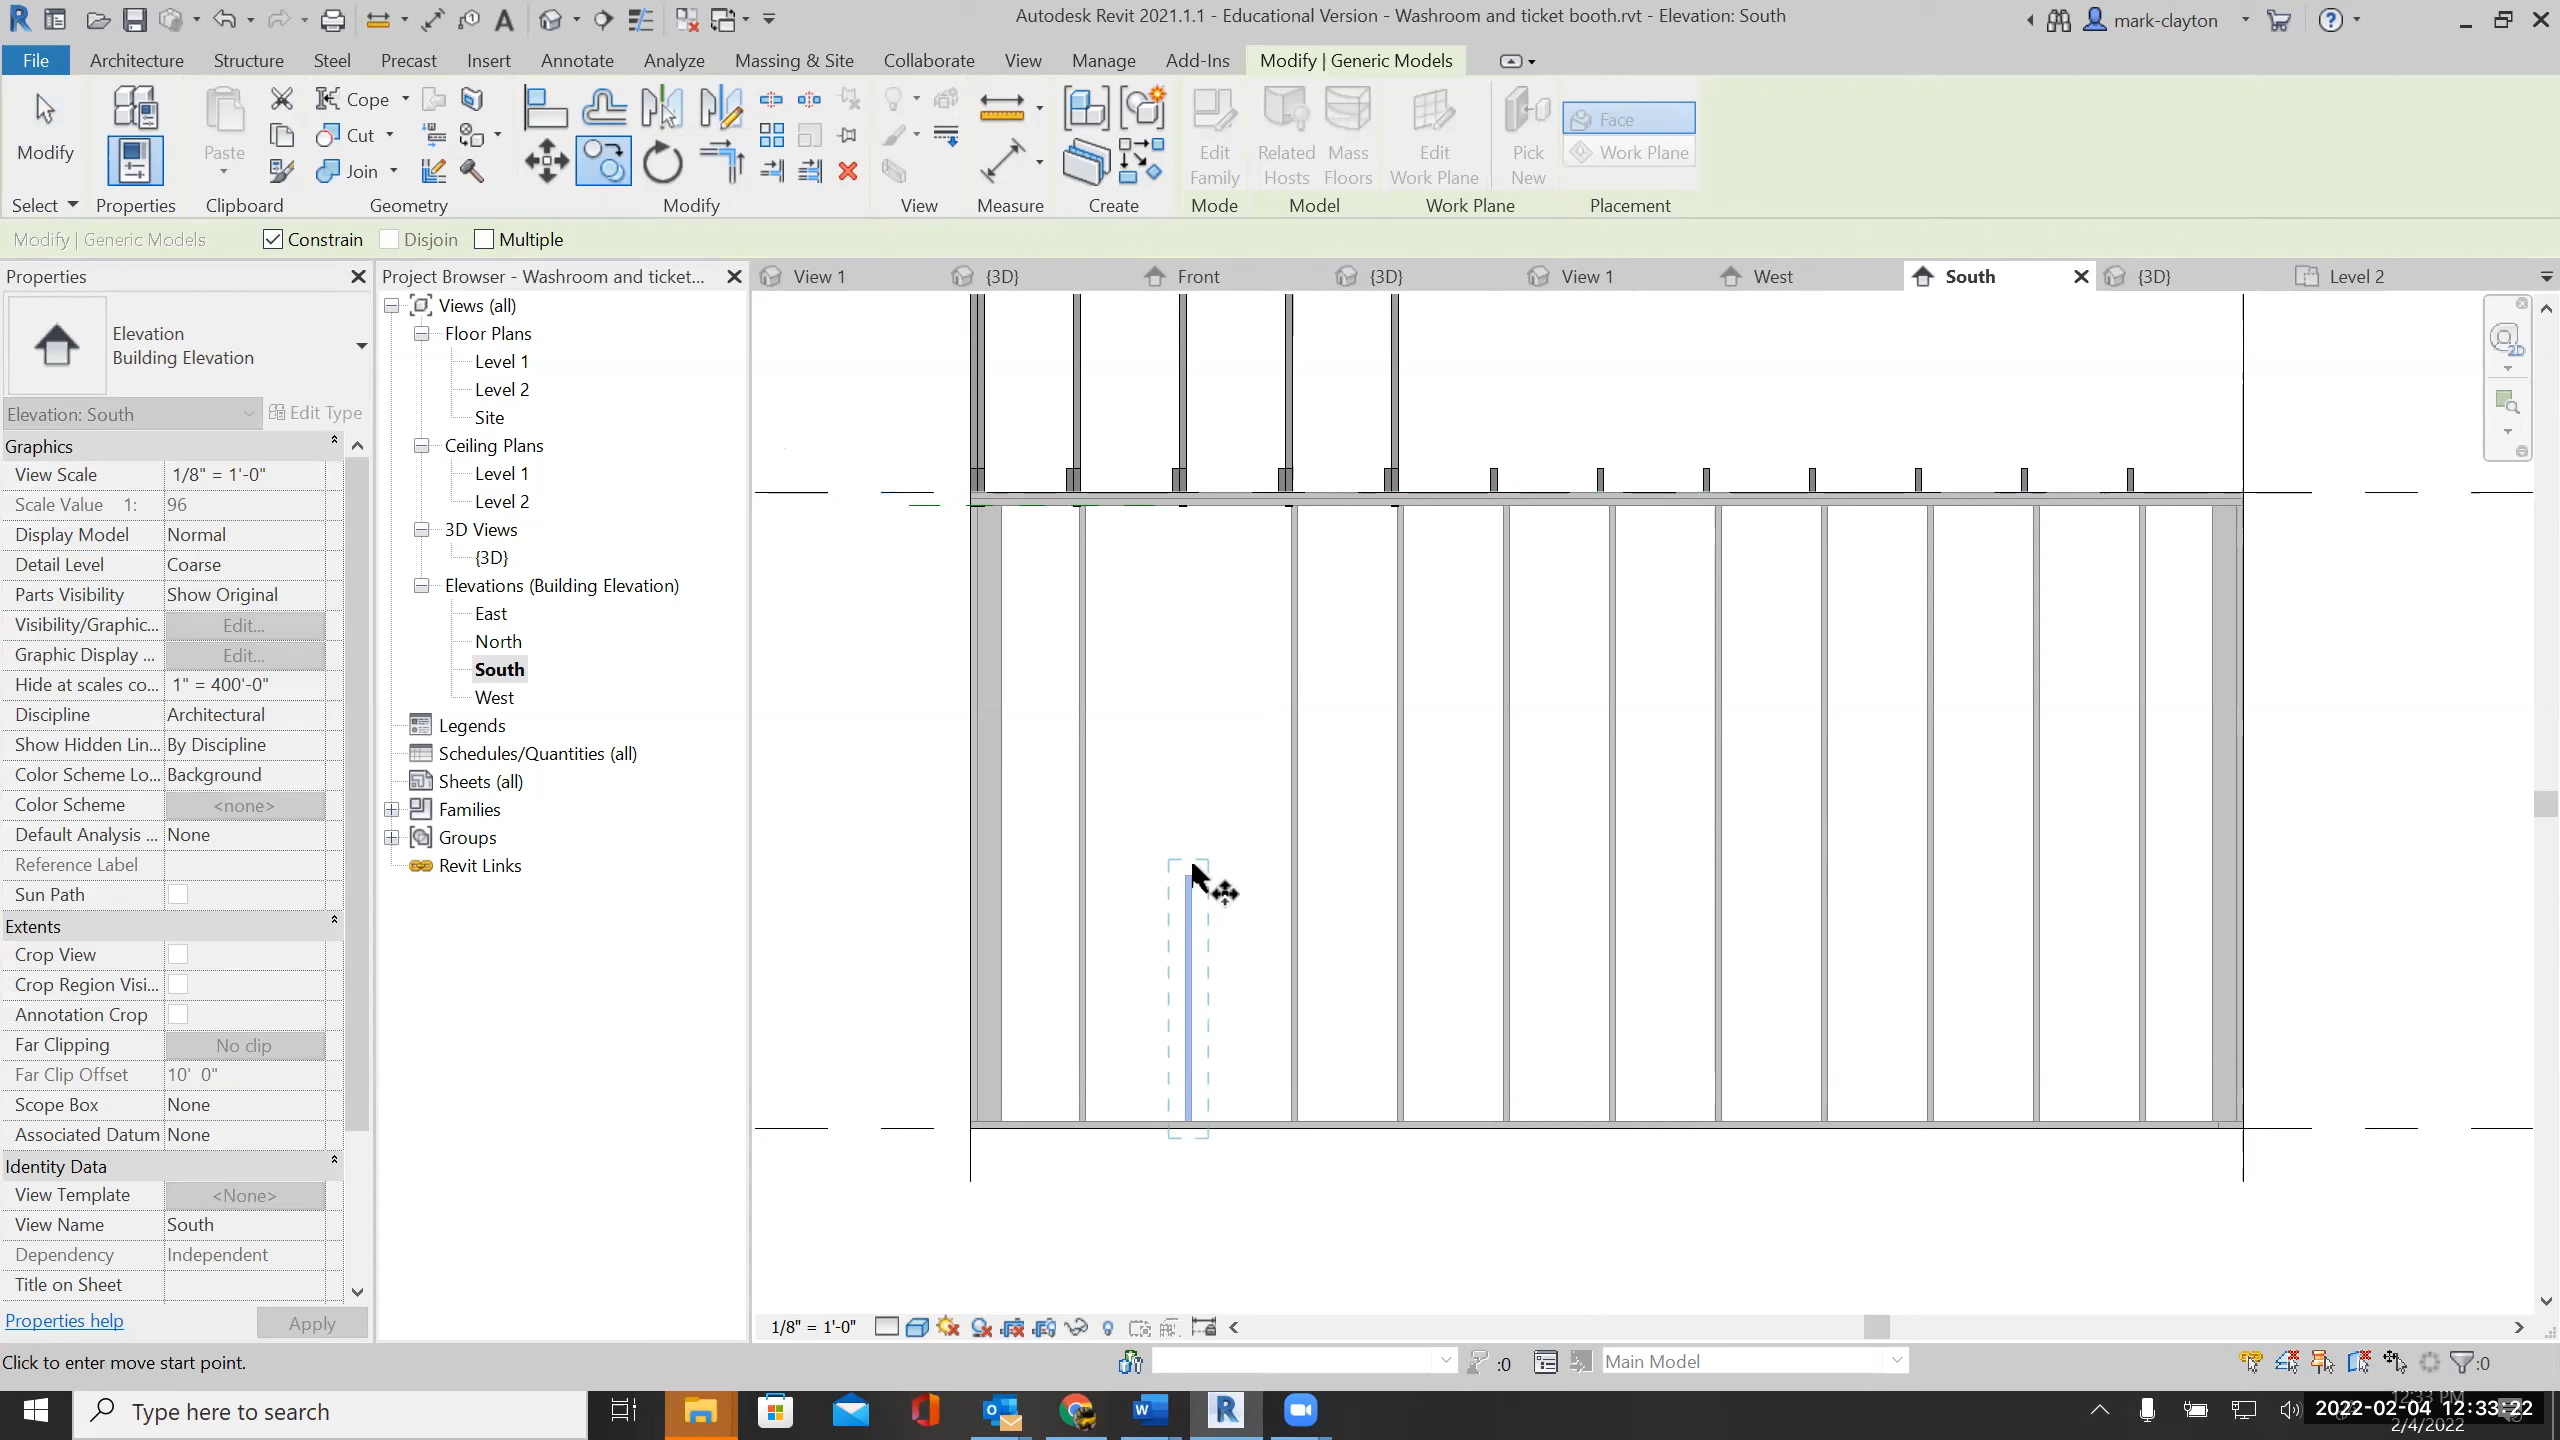 Autodesk Revit 2021.1.1 - Educational Version - Washroom and ticket booth.rvt - Elevation: South
mark-clayton
File Architecture Structure Steel Precast Insert Annotate Analyze Massing & Site Collaborate View Manage Add-Ins Modify | Generic Models
Modify Paste Cope Cut Join
Edit Family Related Hosts Mass Floors Edit Work Plane Pick New Face Work Plane
Select Properties Clipboard Geometry Modify View Measure Create Mode Model Work Plane Placement
Modify | Generic Models Constrain Disjoin Multiple
Properties
Elevation
Building Elevation
Elevation: South Edit Type
Graphics
View Scale 1/8" = 1'-0"
Scale Value 1: 96
Display Model Normal
Detail Level Coarse
Parts Visibility Show Original
Visibility/Graphic... Edit...
Graphic Display ... Edit...
Hide at scales co... 1" = 400'-0"
Discipline Architectural
Show Hidden Lin... By Discipline
Color Scheme Lo... Background
Color Scheme <none>
Default Analysis ... None
Reference Label
Sun Path
Extents
Crop View
Crop Region Visi...
Annotation Crop
Far Clipping No clip
Far Clip Offset 10' 0"
Scope Box None
Associated Datum None
Identity Data
View Template <None>
View Name South
Dependency Independent
Title on Sheet
Properties help Apply
Project Browser - Washroom and ticket...
Views (all)
Floor Plans
Level 1
Level 2
Site
Ceiling Plans
Level 1
Level 2
3D Views
{3D}
Elevations (Building Elevation)
East
North
South
West
Legends
Schedules/Quantities (all)
Sheets (all)
Families
Groups
Revit Links
View 1 {3D} Front {3D} View 1 West South {3D} Level 2
2D
1/8" = 1'-0"
Click to enter move start point.
:0 Main Model :0
Type here to search
12:33 PM
2022-02-04 12:33:22
2/4/2022